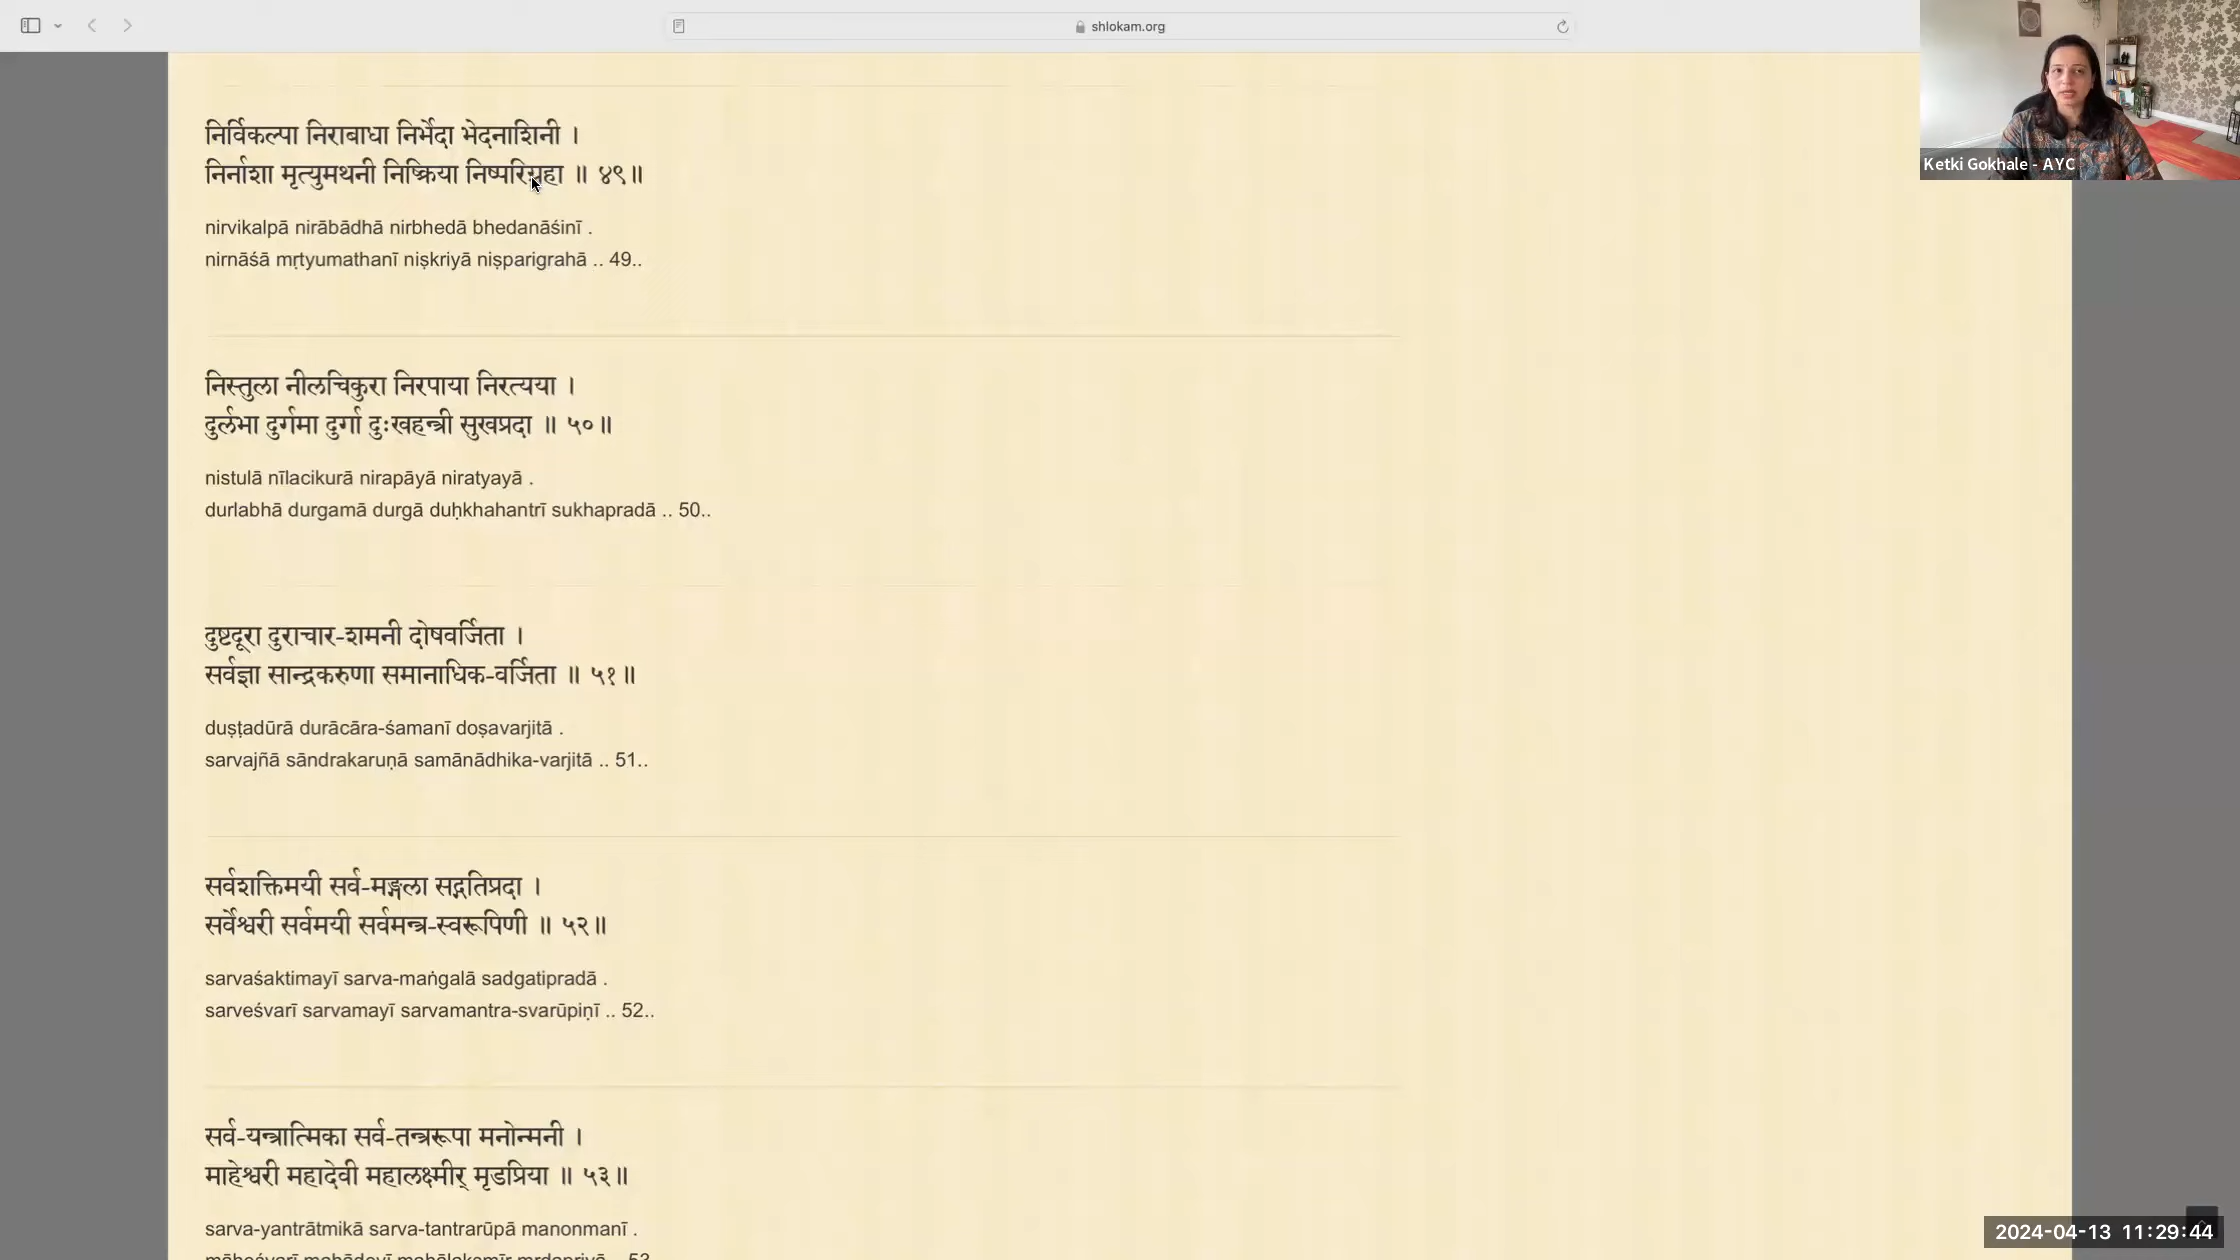 shlokam.org
Ketki Gokhale - AYC
निर्विकल्पा निराबाधा निर्भेदा भेदनाशिनी ।
निर्नाशा मृत्युमथनी निष्क्रिया निष्परिग्रहा ॥ ४९॥
nirvikalpā nirābādhā nirbhedā bhedanāśinī .
nirnāśā mṛtyumathanī niṣkriyā niṣparigrahā .. 49..
निस्तुला नीलचिकुरा निरपाया निरत्यया ।
दुर्लभा दुर्गमा दुर्गा दुःखहन्त्री सुखप्रदा ॥ ५०॥
nistulā nīlacikurā nirapāyā niratyayā .
durlabhā durgamā durgā duḥkhahantrī sukhapradā .. 50..
दुष्टदूरा दुराचार-शमनी दोषवर्जिता ।
सर्वज्ञा सान्द्रकरुणा समानाधिक-वर्जिता ॥ ५१॥
duṣṭadūrā durācāra-śamanī doṣavarjitā .
sarvajñā sāndrakaruṇā samānādhika-varjitā .. 51..
सर्वशक्तिमयी सर्व-मङ्गला सद्गतिप्रदा ।
सर्वेश्वरी सर्वमयी सर्वमन्त्र-स्वरूपिणी ॥ ५२॥
sarvaśaktimayī sarva-maṅgalā sadgatipradā .
sarveśvarī sarvamayī sarvamantra-svarūpiṇī .. 52..
सर्व-यन्त्रात्मिका सर्व-तन्त्ररूपा मनोन्मनी ।
माहेश्वरी महादेवी महालक्ष्मीर् मृडप्रिया ॥ ५३॥
sarva-yantrātmikā sarva-tantrarūpā manonmanī .
māheśvarī mahādevī mahālakṣmīr mṛḍapriyā .. 53
2024-04-13 11:29:44